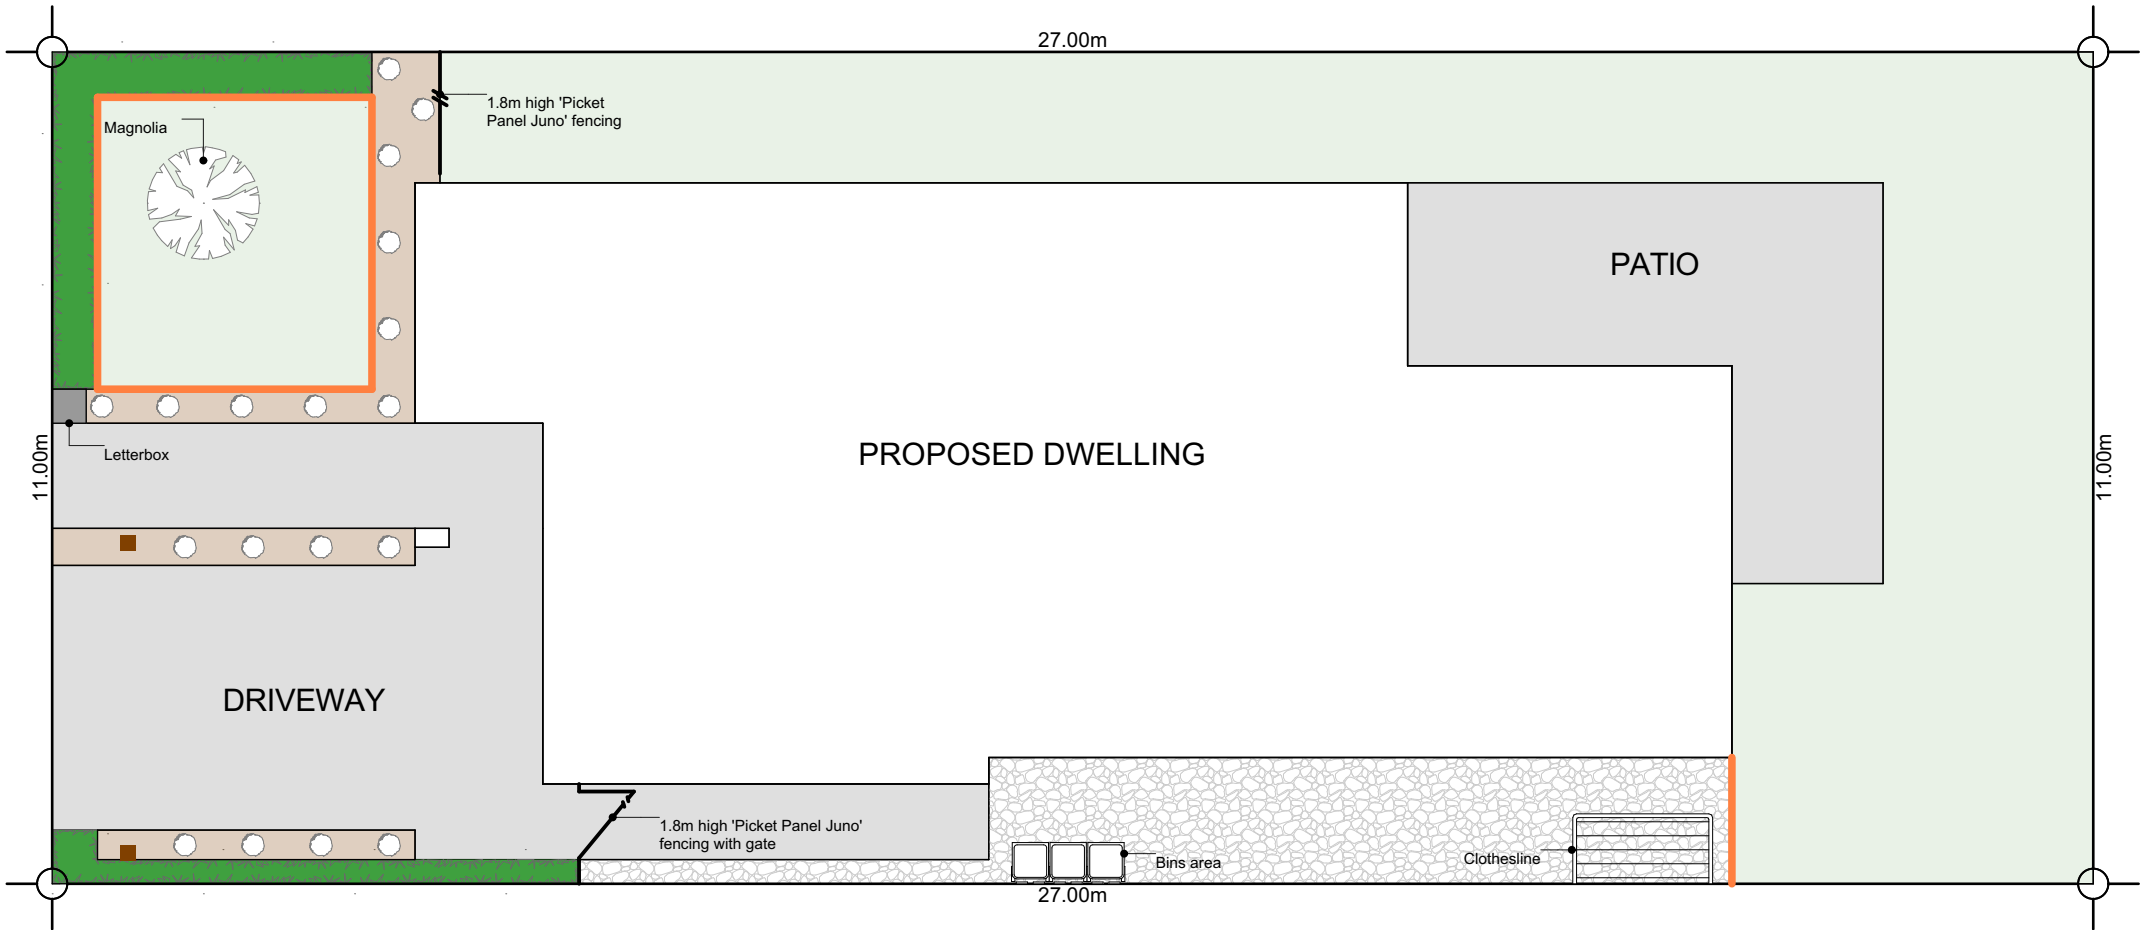 27.00m
1.8m high 'Picket
Panel Juno' fencing
Magnolia
PATIO
11.00m
Letterbox
PROPOSED DWELLING
11.00m
DRIVEWAY
1.8m high 'Picket Panel Juno'
fencing with gate
Bins area
Clothesline
27.00m